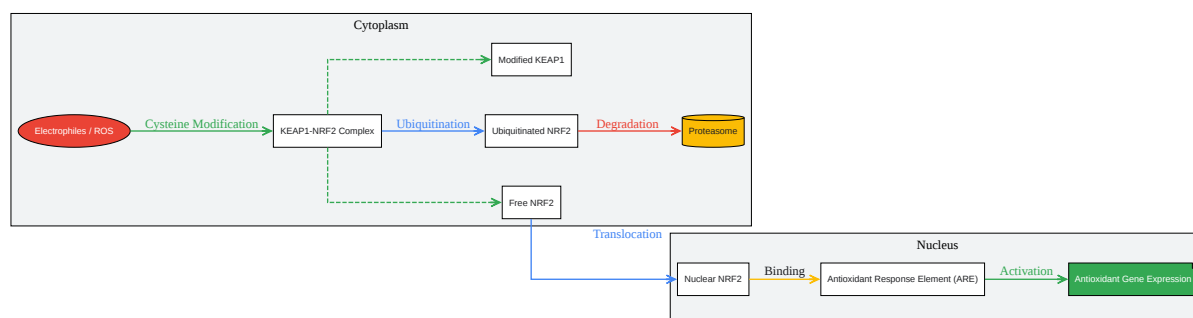 Cytoplasm
Modified KEAP1
Electrophiles / ROS
Cysteine Modification
KEAP1-NRF2 Complex
Ubiquitination
Ubiquitinated NRF2
Degradation
Proteasome
Free NRF2
Translocation
Nucleus
Nuclear NRF2
Binding
Antioxidant Response Element (ARE)
Activation
Antioxidant Gene Expression